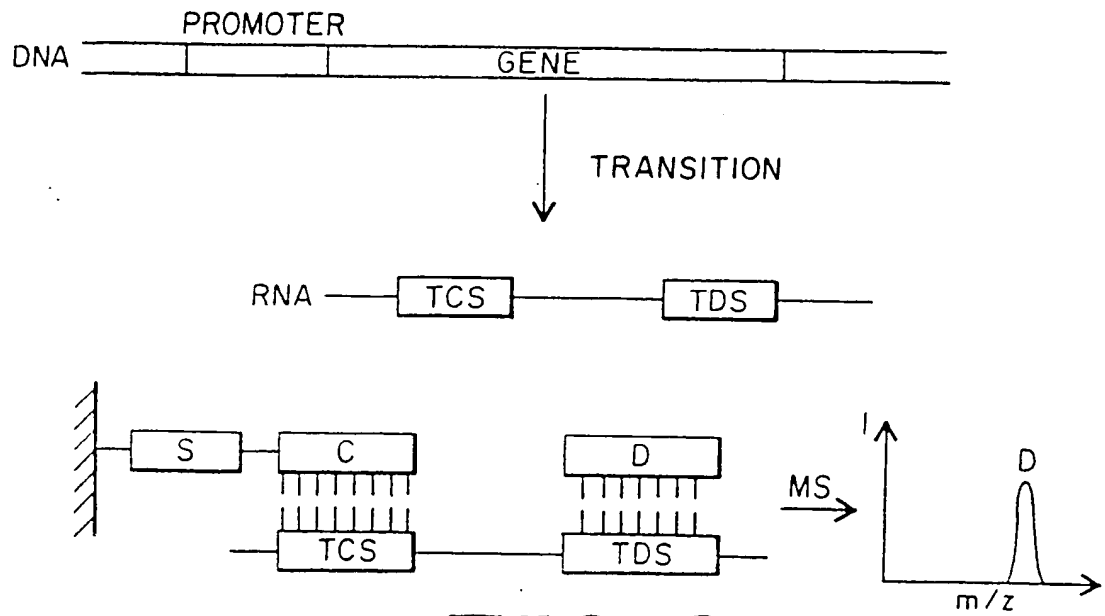 PROMOTER
DNA GENE
TRANSITION
RNA TCS TDS
S C D
MS
I D
TCS TDS
m/z